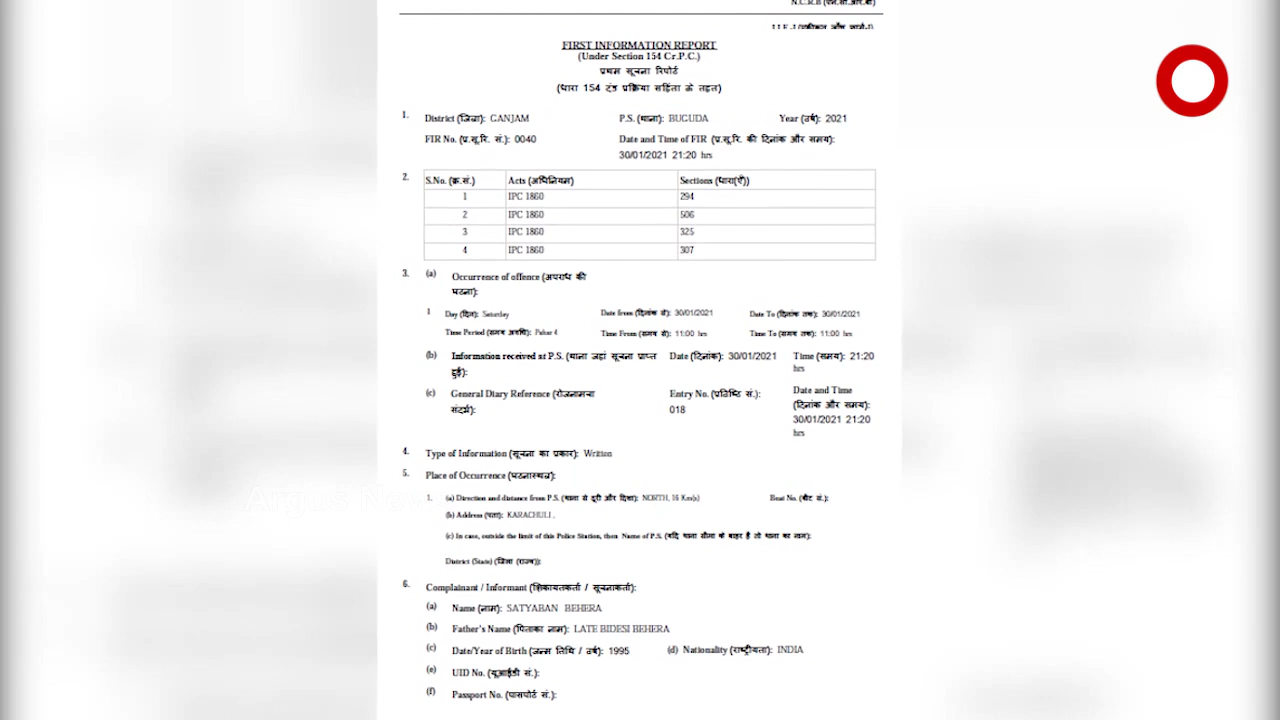 N.C.R.B (एन.सी.आर.बी)
I.I.F.-I (एकीकृत जाँच फार्म-I)
FIRST INFORMATION REPORT
(Under Section 154 Cr.P.C.)
प्रथम सूचना रिपोर्ट
(धारा 154 दंड प्रक्रिया संहिता के तहत)
1. District (जिला): GANJAM P.S. (थाना): BUGUDA Year (वर्ष): 2021
FIR No. (प्र.सू.रि. सं.): 0040 Date and Time of FIR (प्र.सू.रि. की दिनांक और समय):
30/01/2021 21:20 hrs
2. S.No. (क्र.सं.) Acts (अधिनियम) Sections (धारा(एँ))
1 IPC 1860 294
2 IPC 1860 506
3 IPC 1860 325
4 IPC 1860 307
3. (a) Occurrence of offence (अपराध की
घटना):
1 Day (दिन): Saturday Date from (दिनांक से): 30/01/2021 Date To (दिनांक तक): 30/01/2021
Time Period (समय अवधि): Pahar 4 Time From (समय से): 11:00 hrs Time To (समय तक): 11:00 hrs
(b) Information received at P.S. (थाना जहां सूचना प्राप्त Date (दिनांक): 30/01/2021 Time (समय): 21:20
हुई): hrs
(c) General Diary Reference (रोजनामचा Entry No. (प्रविष्टि सं.): Date and Time
संदर्भ): 018 (दिनांक और समय):
30/01/2021 21:20
hrs
4. Type of Information (सूचना का प्रकार): Written
5. Place of Occurrence (घटनास्थल):
1. (a) Direction and distance from P.S. (थाना से दूरी और दिशा): NORTH, 16 Km(s) Beat No. (बीट सं.):
(b) Address (पता): KARACHULI ,
(c) In case, outside the limit of this Police Station, then Name of P.S. (यदि थाना सीमा के बाहर है तो थाना का नाम):
District (State) (जिला (राज्य)):
Argus News
6. Complainant / Informant (शिकायतकर्ता / सूचनाकर्ता):
(a) Name (नाम): SATYABAN BEHERA
(b) Father's Name (पिताका नाम): LATE BIDESI BEHERA
(c) Date/Year of Birth (जन्म तिथि / वर्ष): 1995 (d) Nationality (राष्ट्रीयता): INDIA
(e) UID No. (यूआईडी सं.):
(f) Passport No. (पासपोर्ट सं.):